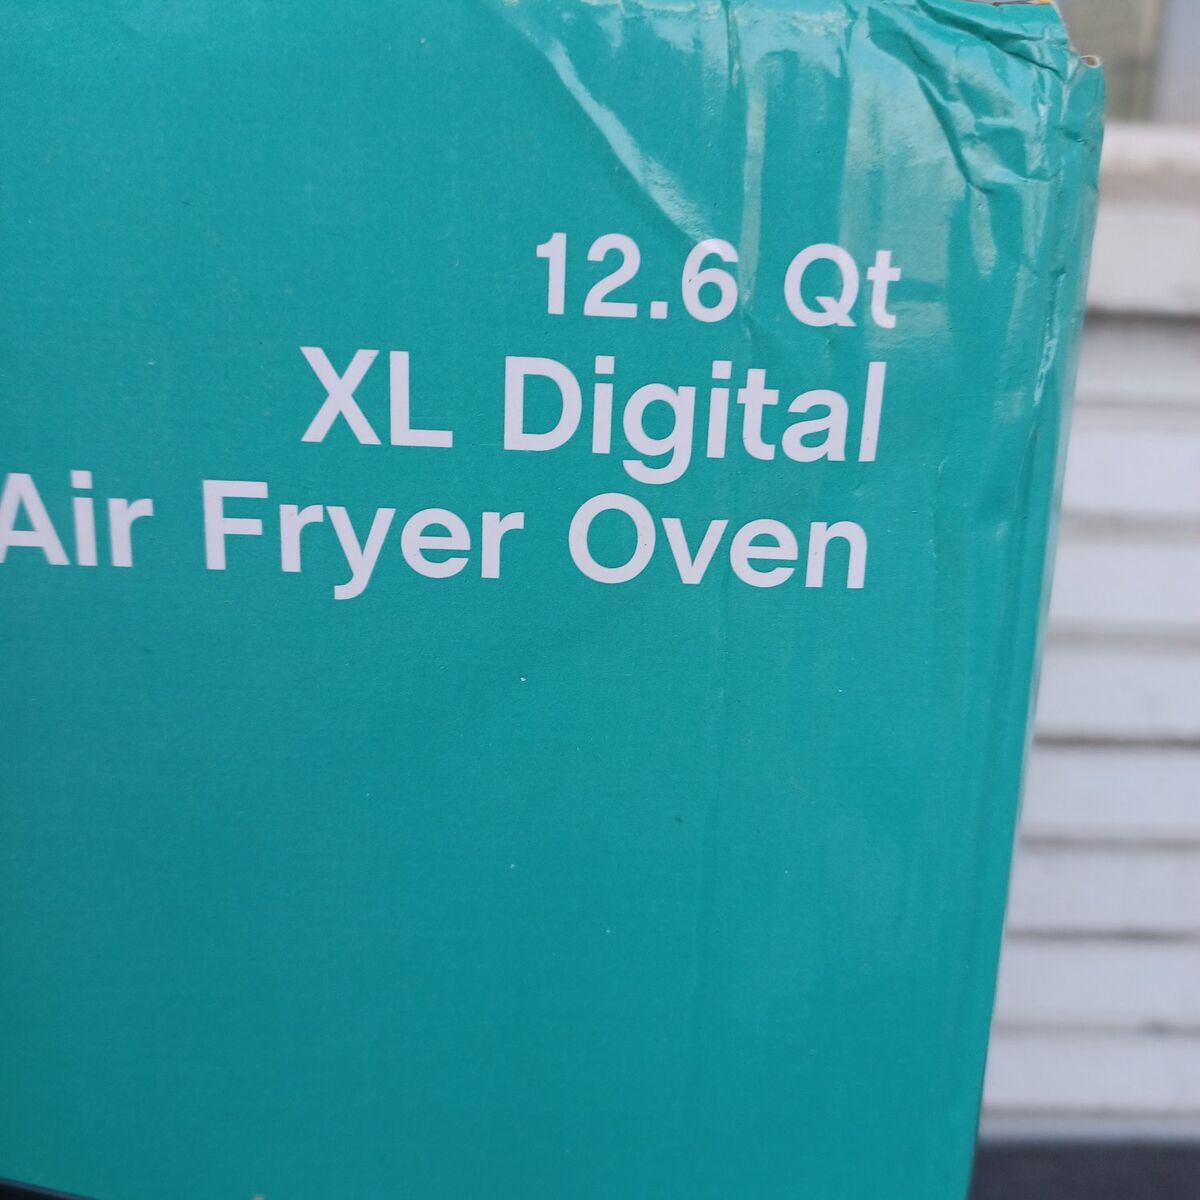 12.6 Qt
XL Digital
Air Fryer Oven